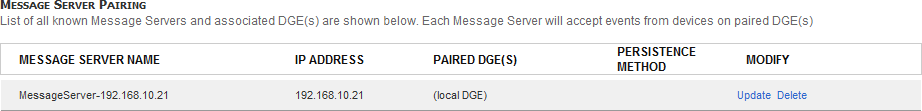 MESSAGE SERVER PAIRING
List of all known Message Servers and associated DGE(s) are shown below. Each Message Server will accept events from devices on paired DGE(s)
MESSAGE SERVER NAME IP ADDRESS PAIRED DGE(S) PERSISTENCE METHOD MODIFY
MessageServer-192.168.10.21 192.168.10.21 (local DGE) Update Delete